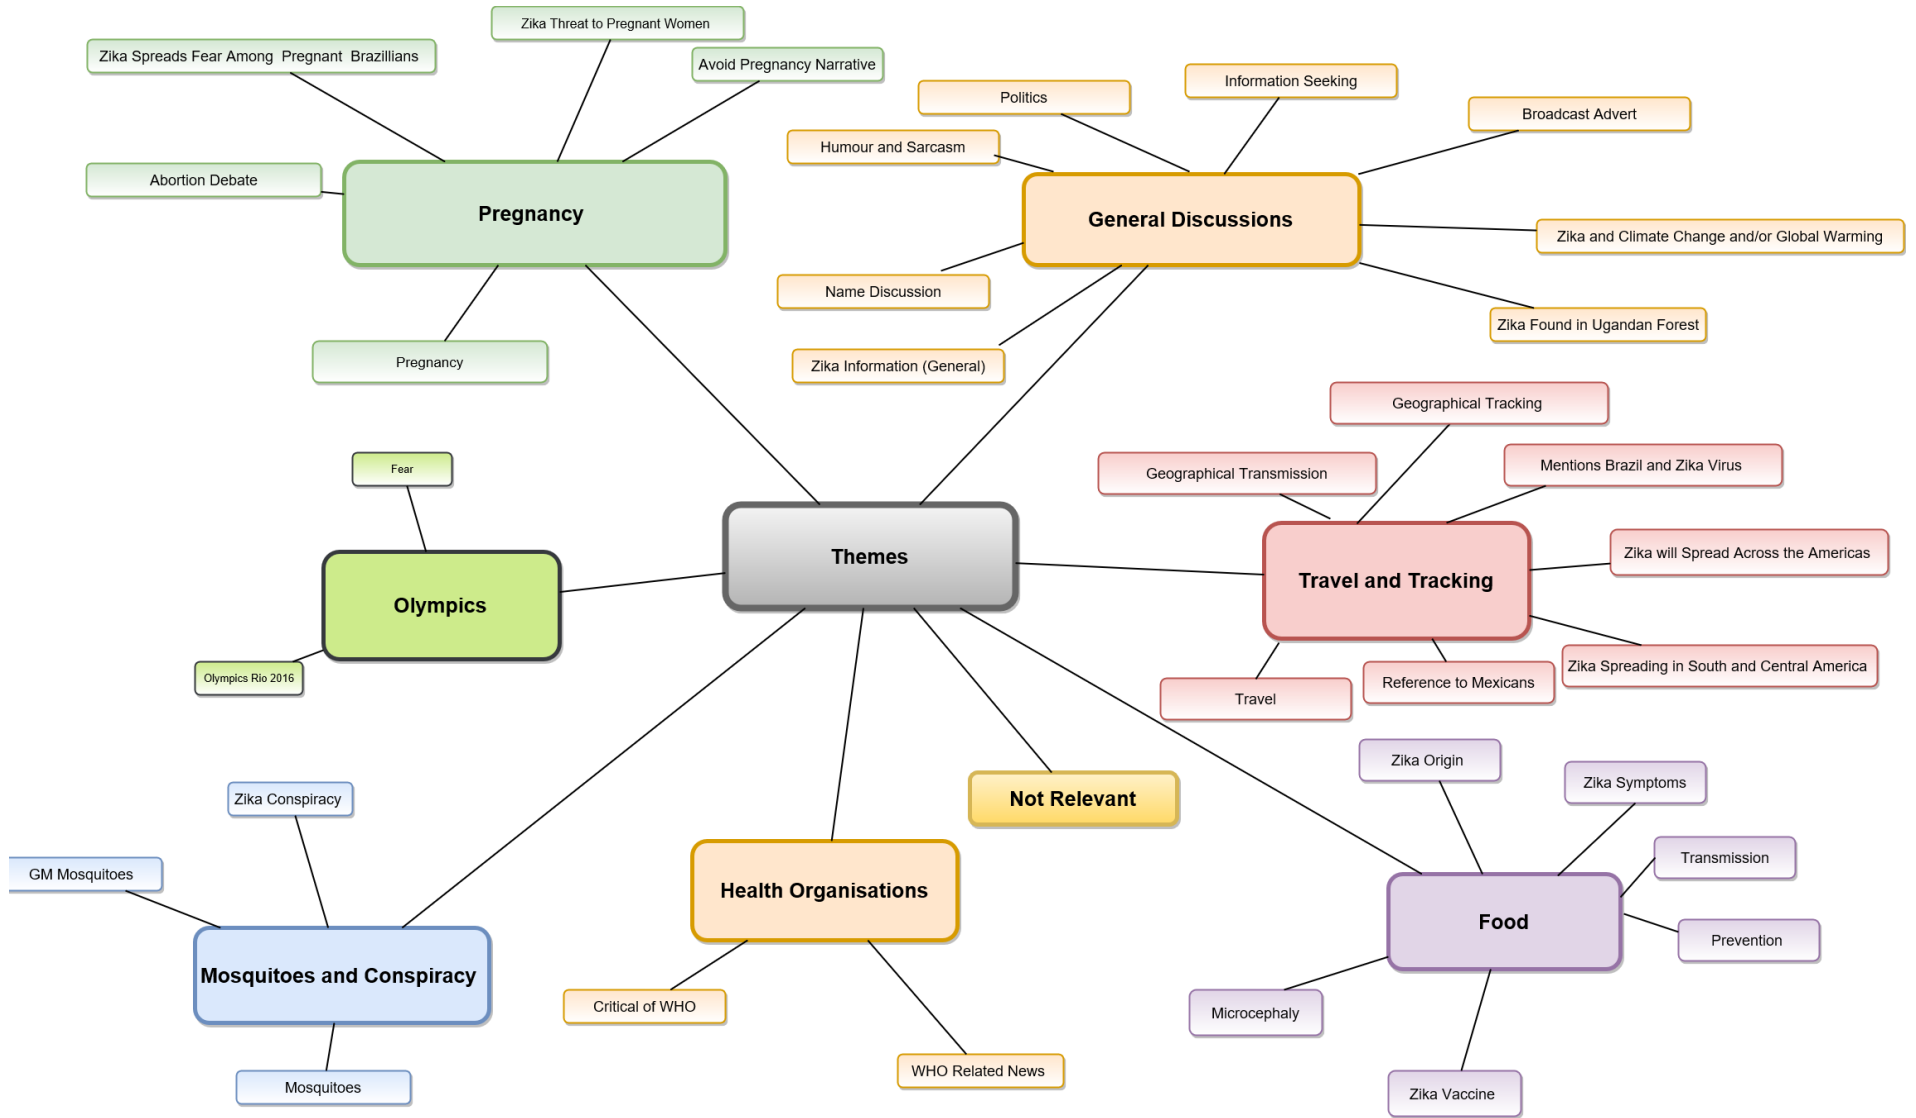 Zika Threat to Pregnant Women
Zika Spreads Fear Among  Pregnant  Brazillians
Avoid Pregnancy Narrative
Abortion Debate
Pregnancy
Pregnancy
Information Seeking
Politics
Broadcast Advert
Humour and Sarcasm
General Discussions
Zika and Climate Change and/or Global Warming
Name Discussion
Zika Found in Ugandan Forest
Zika Information (General)
Geographical Tracking
Geographical Transmission
Mentions Brazil and Zika Virus
Zika will Spread Across the Americas
Travel and Tracking
Zika Spreading in South and Central America
Reference to Mexicans
Travel
Themes
Fear
Olympics
Olympics Rio 2016
Zika Conspiracy
GM Mosquitoes
Mosquitoes and Conspiracy
Mosquitoes
Not Relevant
Health Organisations
Critical of WHO
WHO Related News
Zika Origin
Zika Symptoms
Transmission
Food
Prevention
Microcephaly
Zika Vaccine